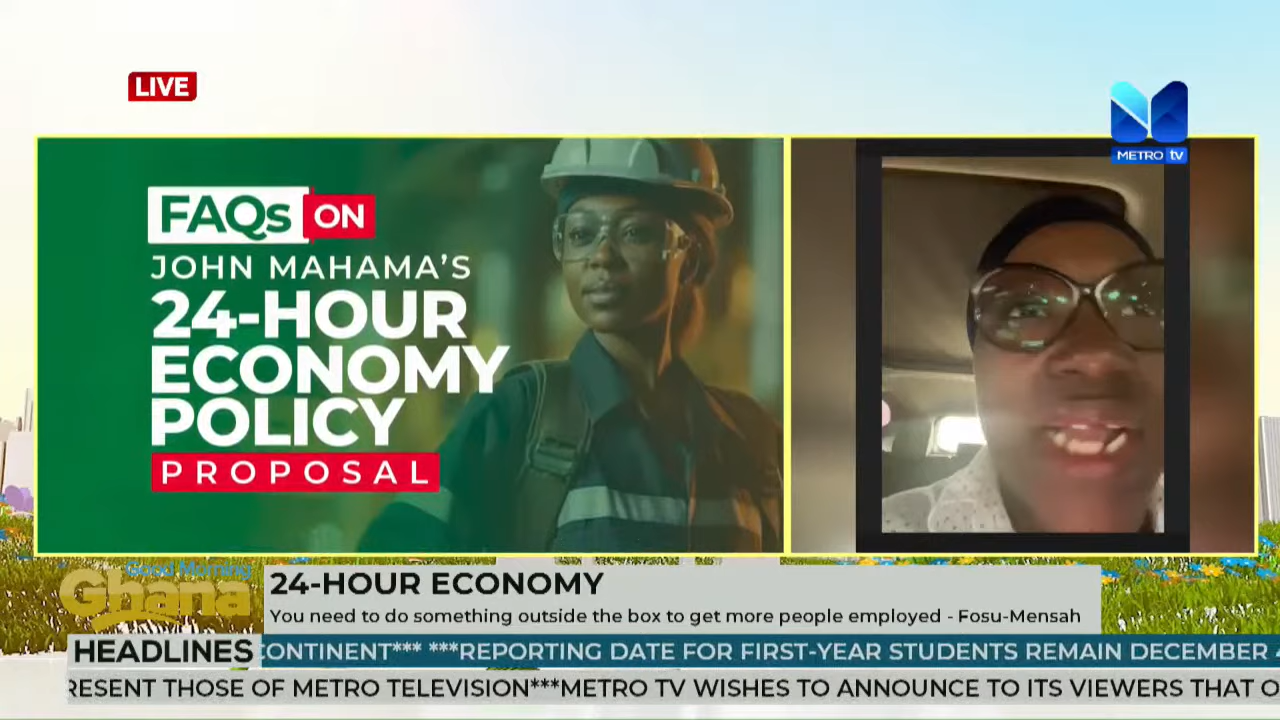 LIVE
METRO tv
FAQs ON
JOHN MAHAMA'S
24-HOUR
ECONOMY
POLICY
PROPOSAL
Good Morning
Ghana
24-HOUR ECONOMY
You need to do something outside the box to get more people employed - Fosu-Mensah
HEADLINES
CONTINENT*** ***REPORTING DATE FOR FIRST-YEAR STUDENTS REMAIN DECEMBER
RESENT THOSE OF METRO TELEVISION***METRO TV WISHES TO ANNOUNCE TO ITS VIEWERS THAT O